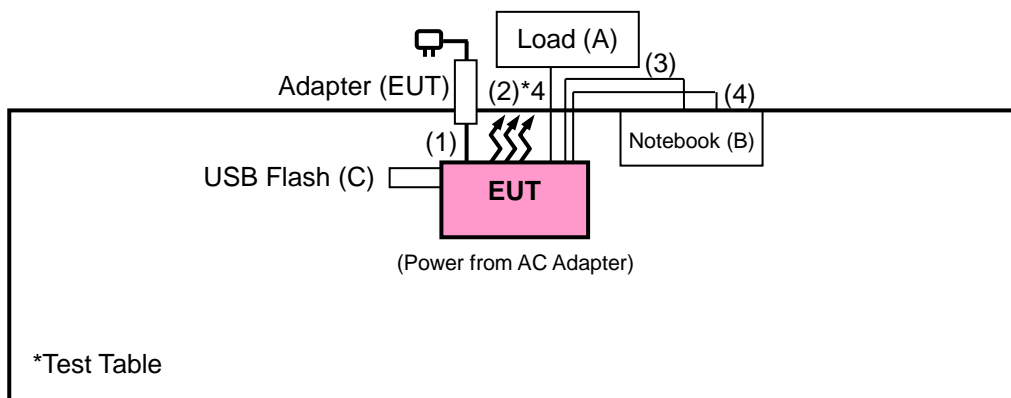 Load (A)
Adapter (EUT)
(2)*4
(3)
(4)
(1)
Notebook (B)
USB Flash (C)
EUT
(Power from AC Adapter)
*Test Table